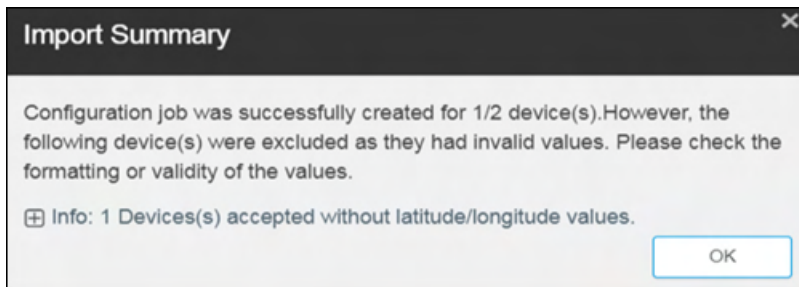 Import Summary
Configuration job was successfully created for 1/2 device(s).However, the
following device(s) were excluded as they had invalid values. Please check the
formatting or validity of the values.
Info: 1 Devices(s) accepted without latitude/longitude values.
OK